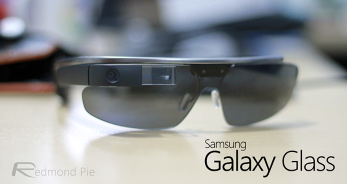 Samsung
Galaxy Glass
Redmond Pie